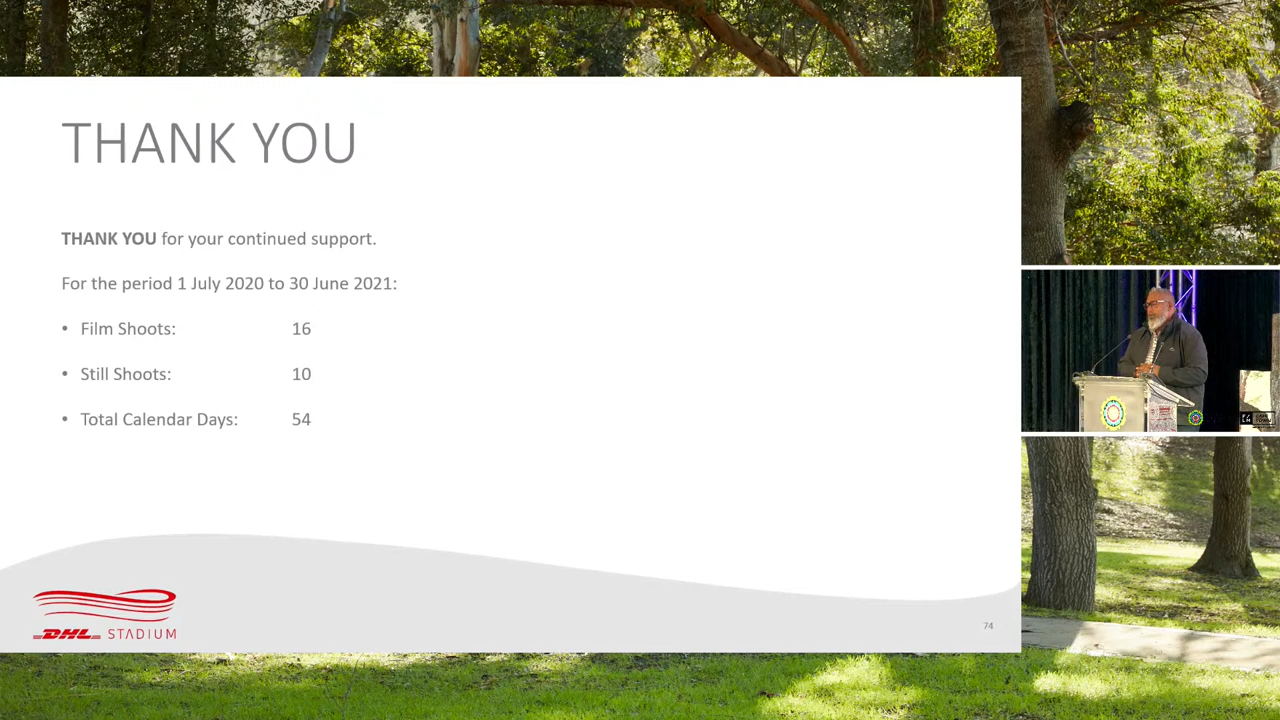 THANK YOU
THANK YOU for your continued support.
For the period 1 July 2020 to 30 June 2021:
• Film Shoots: 16
• Still Shoots: 10
• Total Calendar Days: 54
DHL STADIUM
74